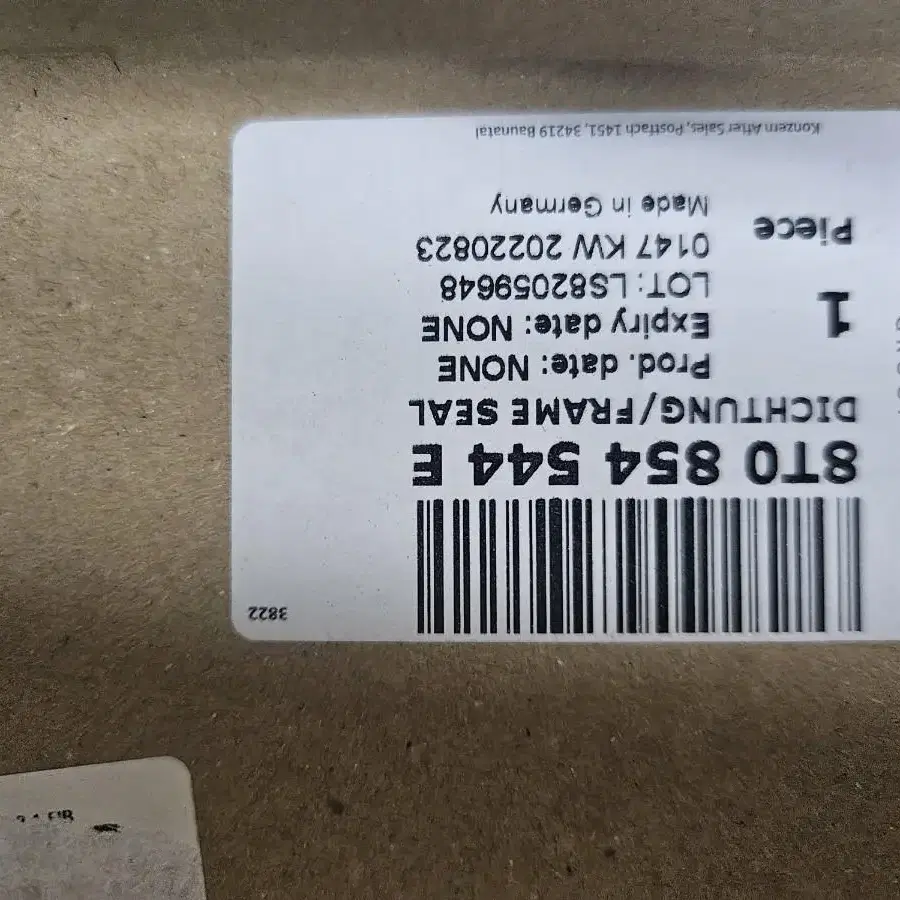 3822
8T0 854 544 E
DICHTUNG/FRAME SEAL
Prod. date: NONE
Expiry date: NONE
1
LOT: LS82059648
0147 KW 20220823
Piece
Made in Germany
Konzern After Sales, Postfach 1451, 34219 Baunatal